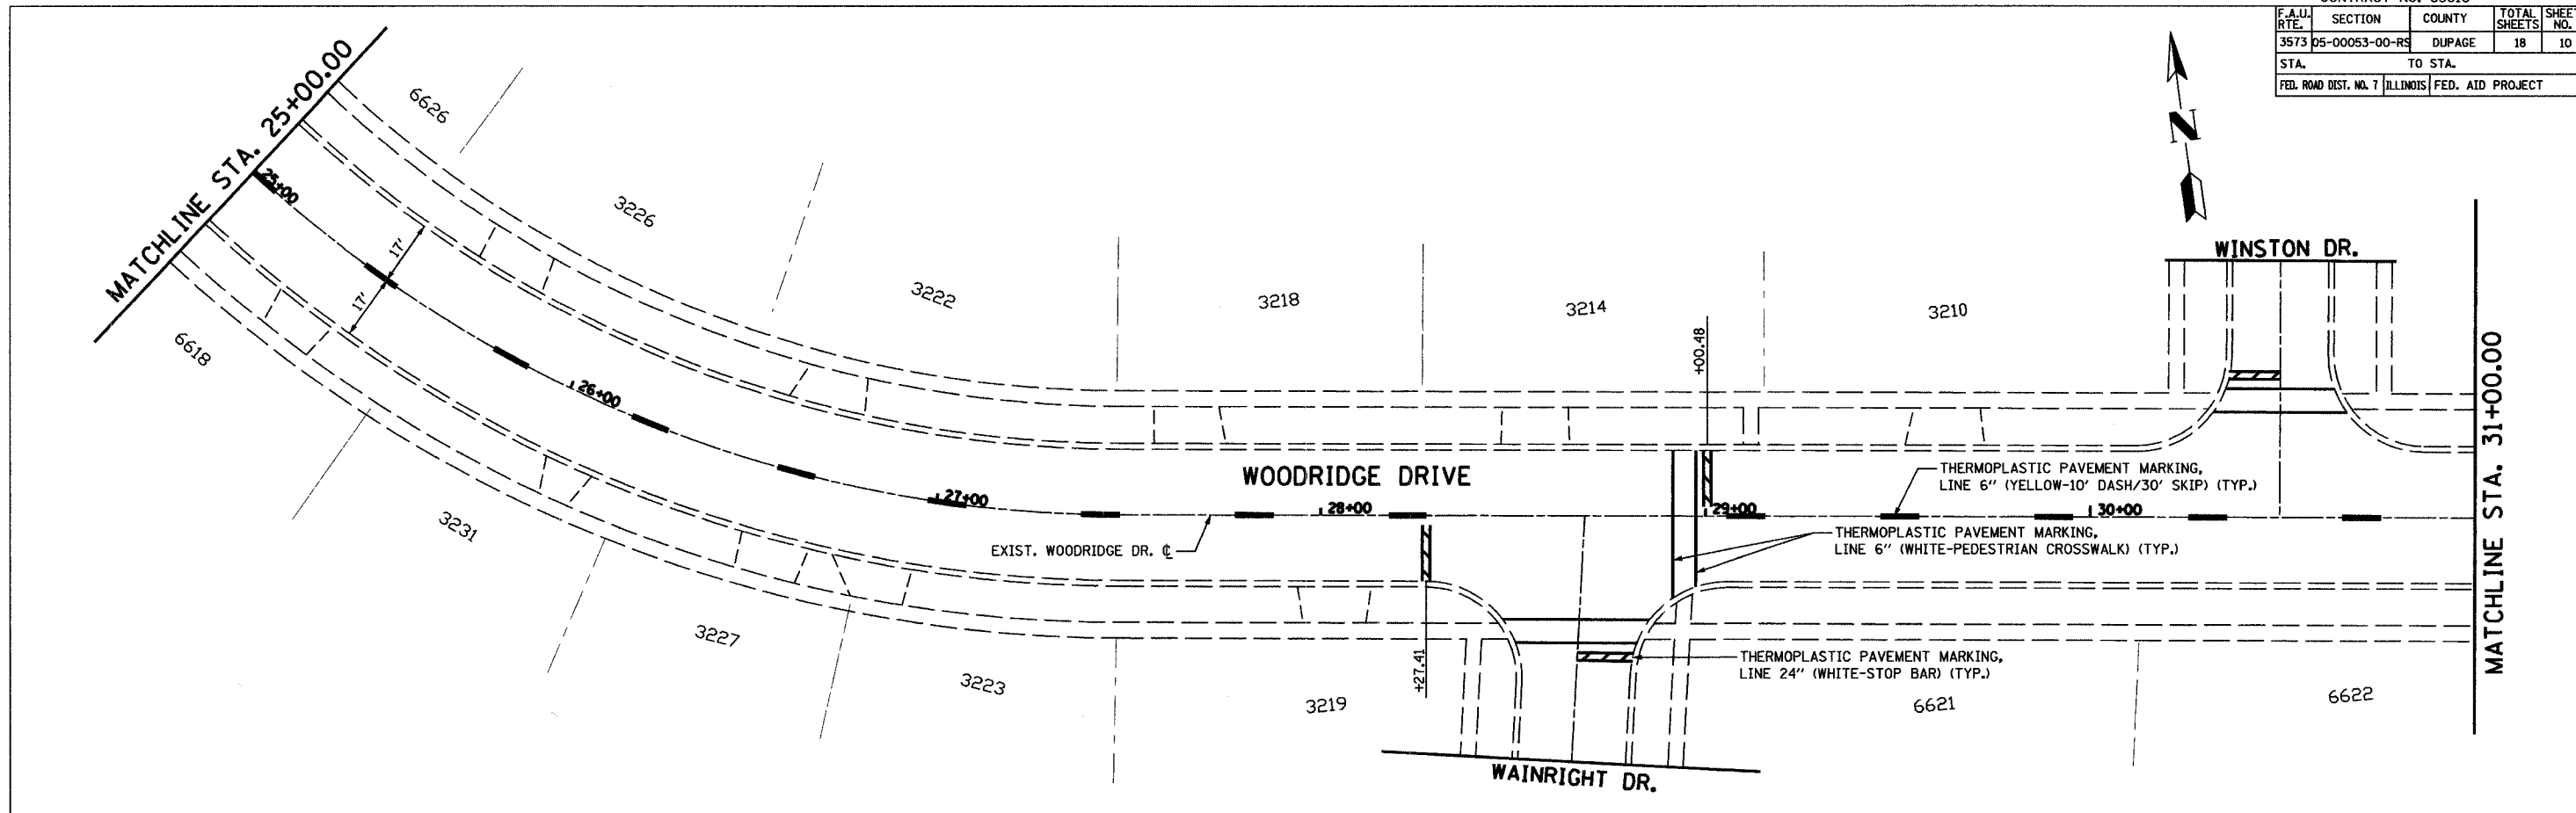 F.A.U. RTE. SECTION COUNTY TOTAL SHEETS SHEET NO.
3573 05-00053-00-RS DUPAGE 18 10
STA. TO STA.
FED. ROAD DIST. NO. 7 ILLINOIS FED. AID PROJECT
N
MATCHLINE STA. 25+00.00
25+00
6626
3226
3222
3218
3214
3210
WINSTON DR.
17'
17'
6618
26+00
+00.48
MATCHLINE STA. 31+00.00
WOODRIDGE DRIVE
THERMOPLASTIC PAVEMENT MARKING,
LINE 6" (YELLOW-10' DASH/30' SKIP) (TYP.)
27+00
28+00
29+00
30+00
EXIST. WOODRIDGE DR. ℄
THERMOPLASTIC PAVEMENT MARKING,
LINE 6" (WHITE-PEDESTRIAN CROSSWALK) (TYP.)
3231
3227
3223
3219
+27.41
THERMOPLASTIC PAVEMENT MARKING,
LINE 24" (WHITE-STOP BAR) (TYP.)
6621
6622
WAINRIGHT DR.